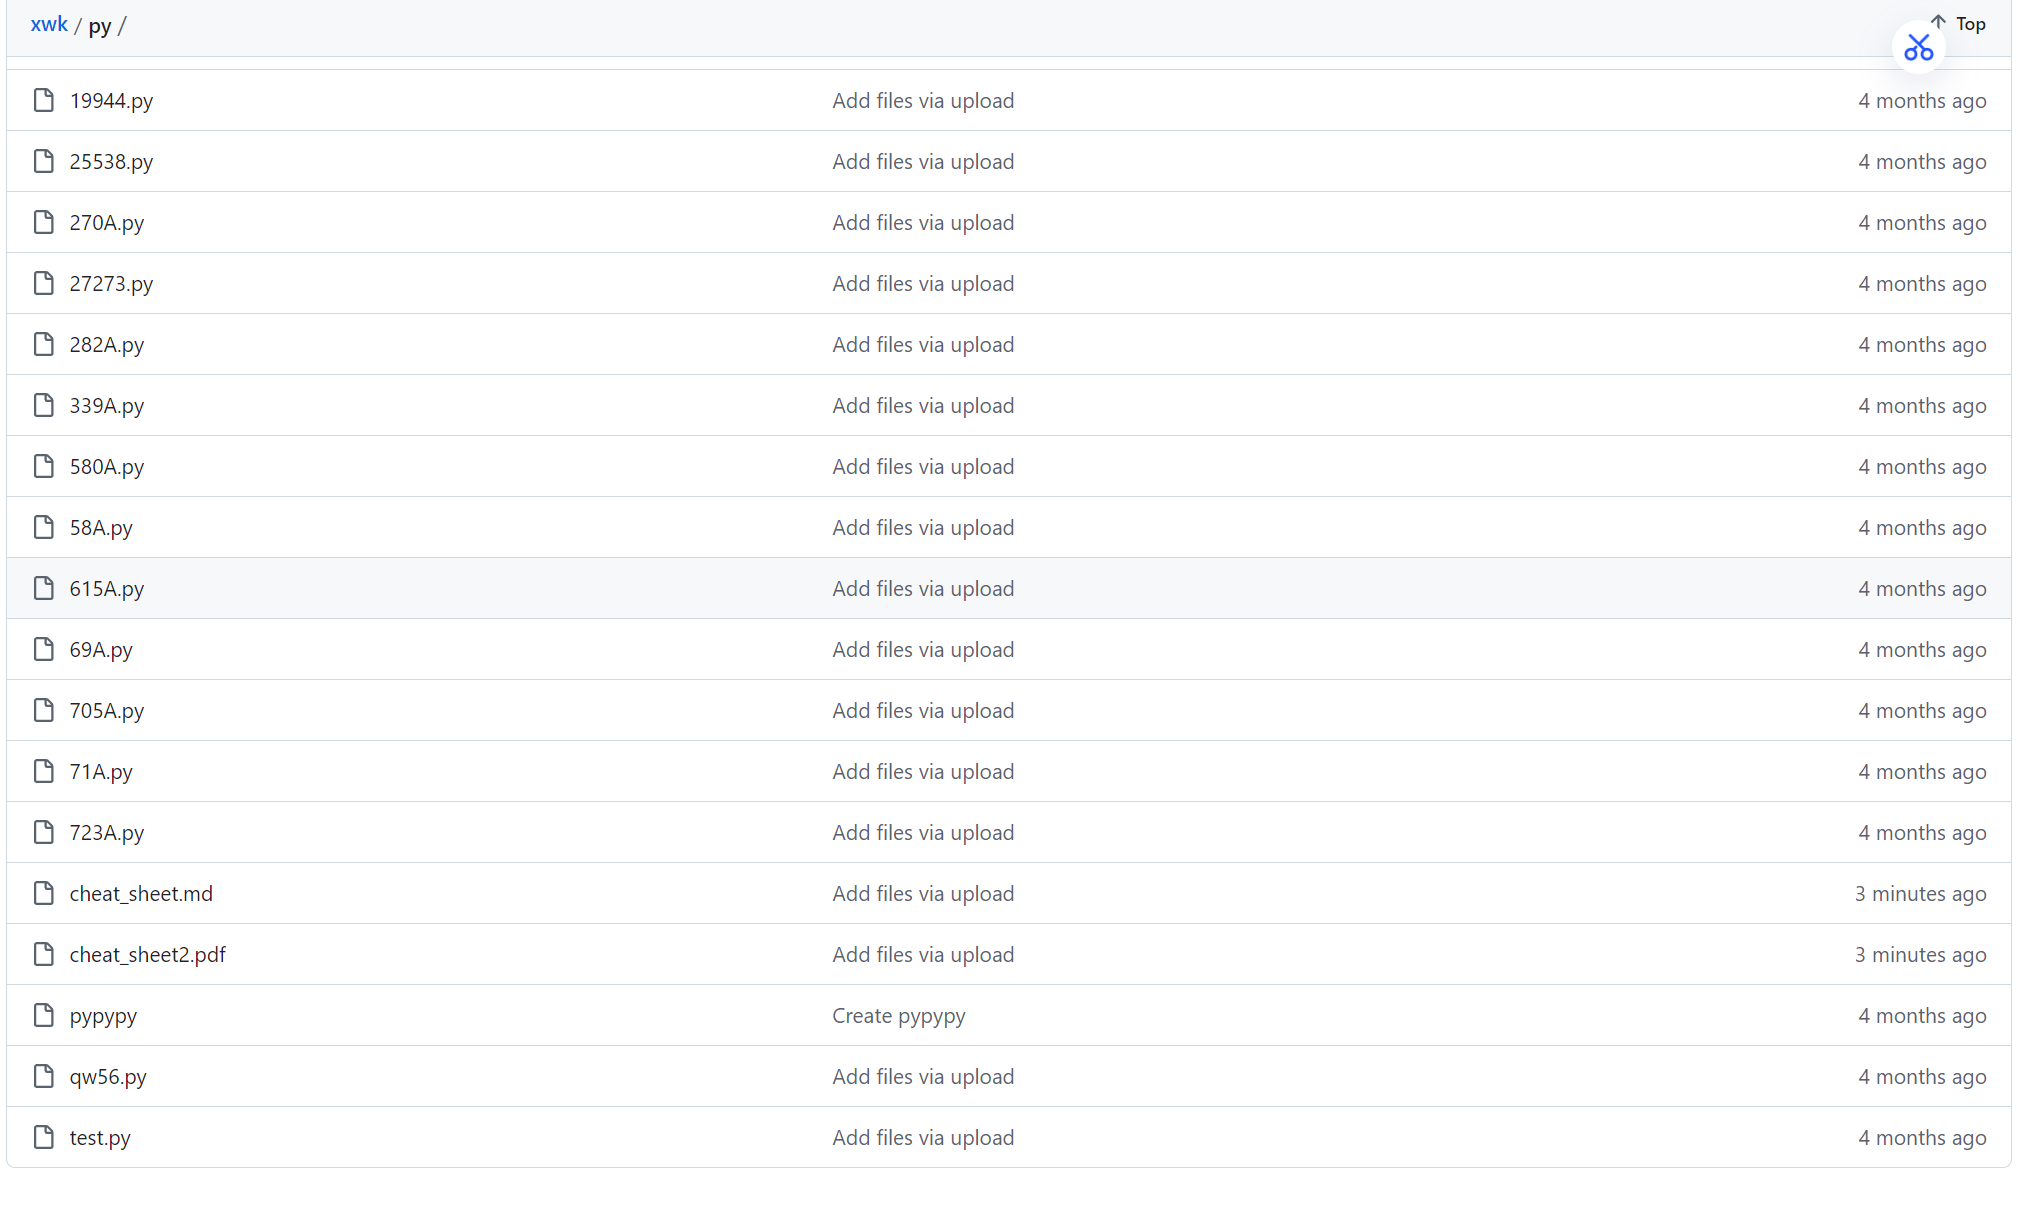 xwk / py /
Top
19944.py Add files via upload 4 months ago
25538.py Add files via upload 4 months ago
270A.py Add files via upload 4 months ago
27273.py Add files via upload 4 months ago
282A.py Add files via upload 4 months ago
339A.py Add files via upload 4 months ago
580A.py Add files via upload 4 months ago
58A.py Add files via upload 4 months ago
615A.py Add files via upload 4 months ago
69A.py Add files via upload 4 months ago
705A.py Add files via upload 4 months ago
71A.py Add files via upload 4 months ago
723A.py Add files via upload 4 months ago
cheat_sheet.md Add files via upload 3 minutes ago
cheat_sheet2.pdf Add files via upload 3 minutes ago
pypypy Create pypypy 4 months ago
qw56.py Add files via upload 4 months ago
test.py Add files via upload 4 months ago